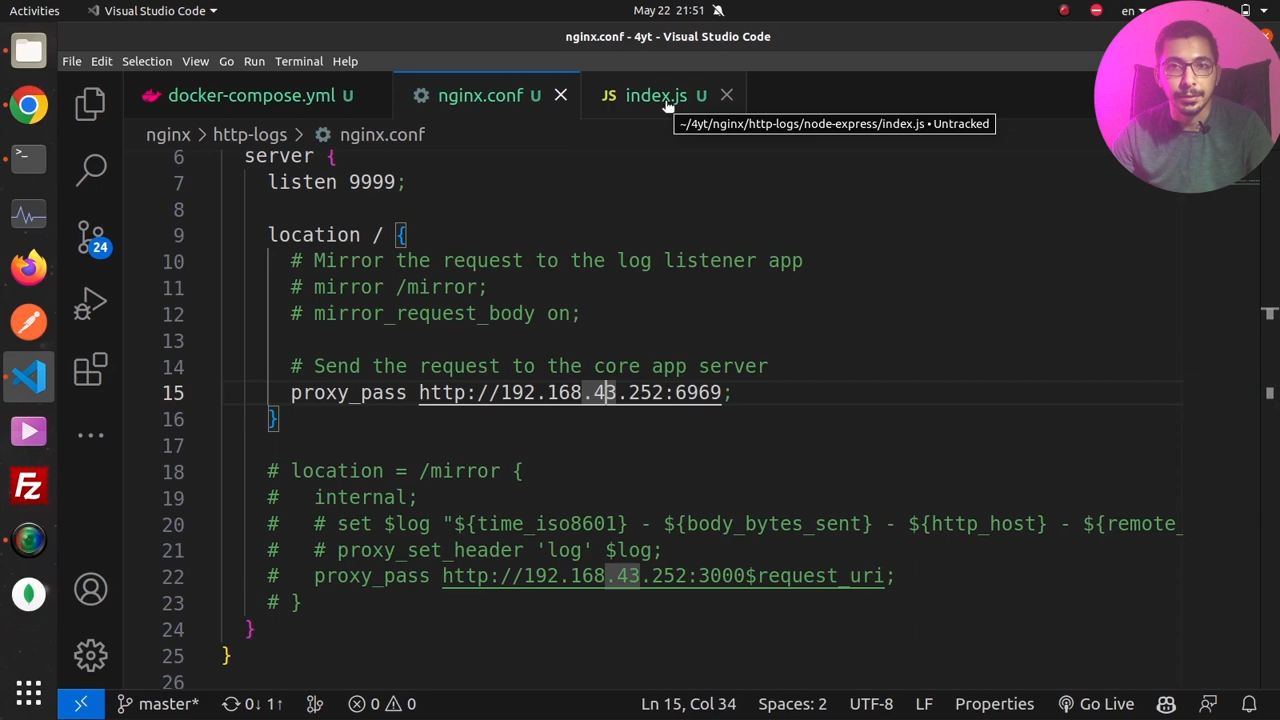 Activities
Visual Studio Code
May 22 21:51
en
nginx.conf - 4yt - Visual Studio Code
File Edit Selection View Go Run Terminal Help
docker-compose.yml U
nginx.conf U
JS index.js U
~/4yt/nginx/http-logs/node-express/index.js • Untracked
nginx > http-logs > nginx.conf
6 server {
7 listen 9999;
8
9 location / {
10 # Mirror the request to the log listener app
11 # mirror /mirror;
12 # mirror_request_body on;
13
14 # Send the request to the core app server
15 proxy_pass http://192.168.43.252:6969;
16 }
17
18 # location = /mirror {
19 # internal;
20 # # set $log "${time_iso8601} - ${body_bytes_sent} - ${http_host} - ${remote_
21 # # proxy_set_header 'log' $log;
22 # proxy_pass http://192.168.43.252:3000$request_uri;
23 # }
24 }
25 }
26
24
master* 0↓ 1↑ 0 0 Ln 15, Col 34 Spaces: 2 UTF-8 LF Properties Go Live